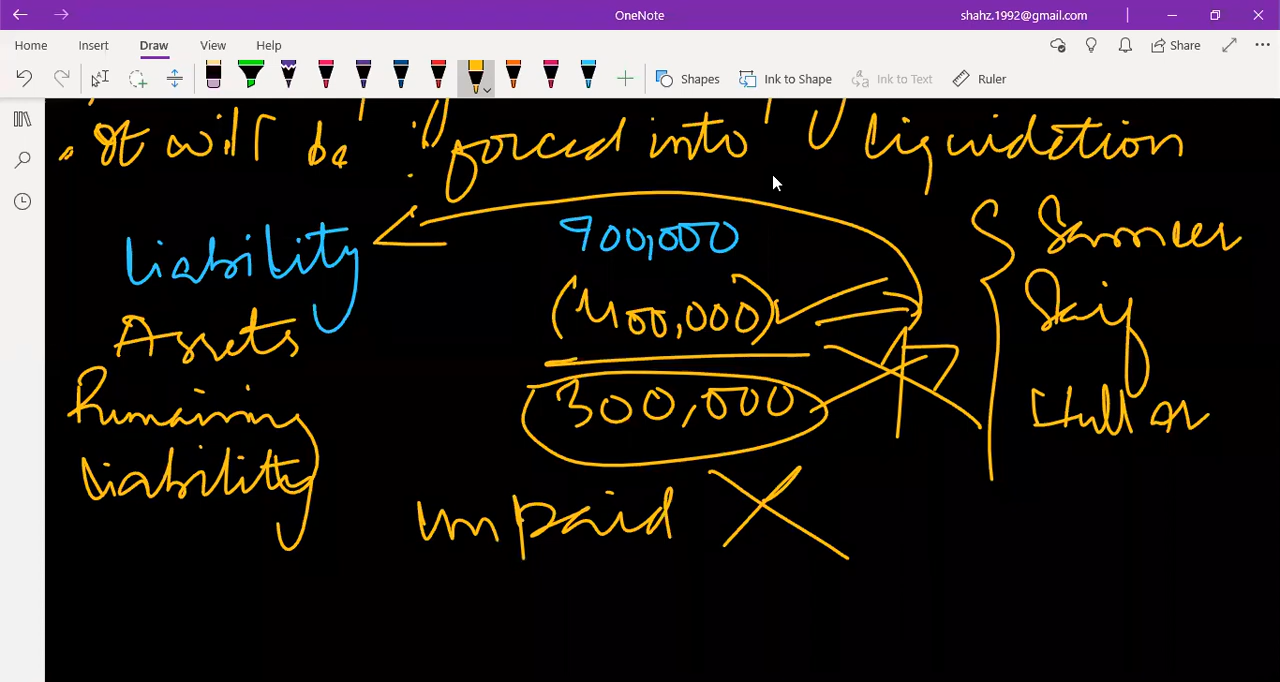 OneNote
shahz.1992@gmail.com
Home Insert Draw View Help
Share
Shapes Ink to Shape Ink to Text Ruler
It will be "forced into" liquidation
Liability 700,000
Assets (400,000)
Remaining 300,000
Liability
unpaid